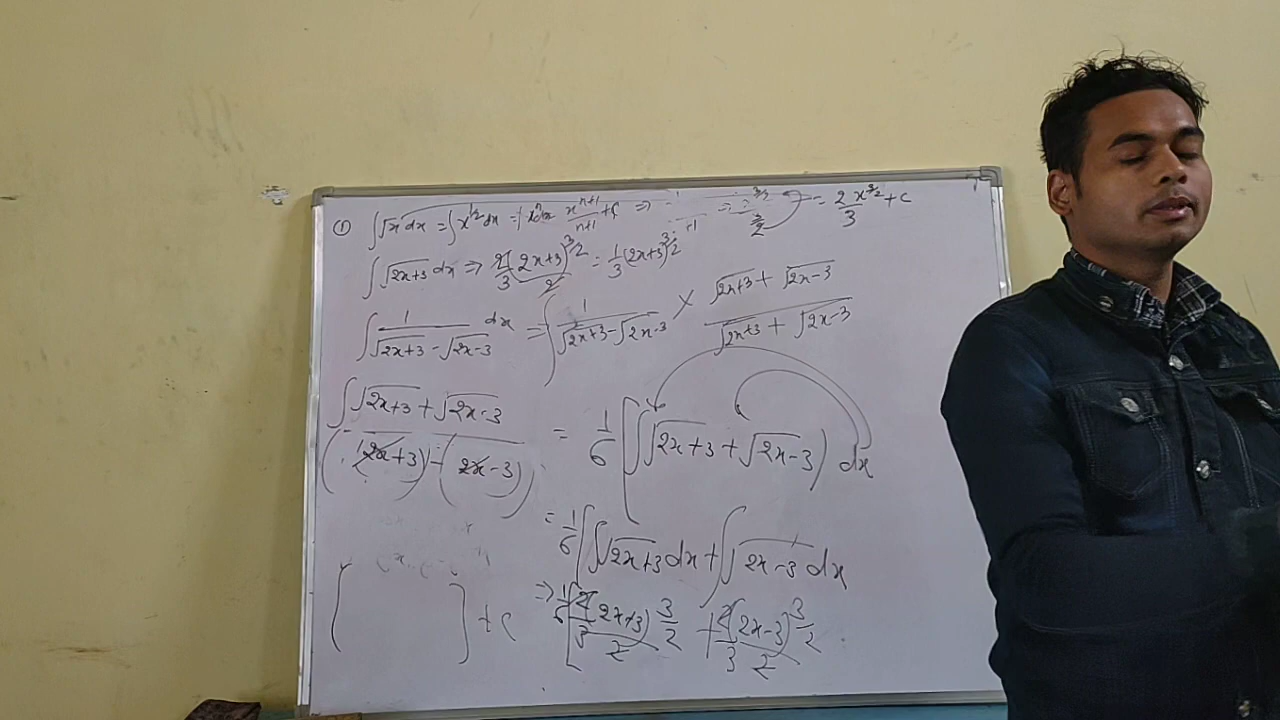 ① ∫√x dx = ∫x^1/2 dx = x^n+1/n+1 + C ⇒ = 2x^3/2/3 + C
∫√2x+3 dx ⇒ 2/3 (2x+3)^3/2/2 = 1/3 (2x+3)^3/2
∫ 1/√2x+3 - √2x-3 dx = ∫ 1/√2x+3 - √2x-3 × √2x+3 + √2x-3/√2x+3 + √2x-3
∫ √2x+3 + √2x-3/(2x+3) - (2x-3) = 1/6 [∫√2x+3 + √2x-3) dx
= 1/6 [∫√2x+3 dx + ∫√2x-3 dx
⇒ 1/6 [2/3 (2x+3)^3/2/2 + 2/3 (2x-3)^3/2/2
[ ] + C